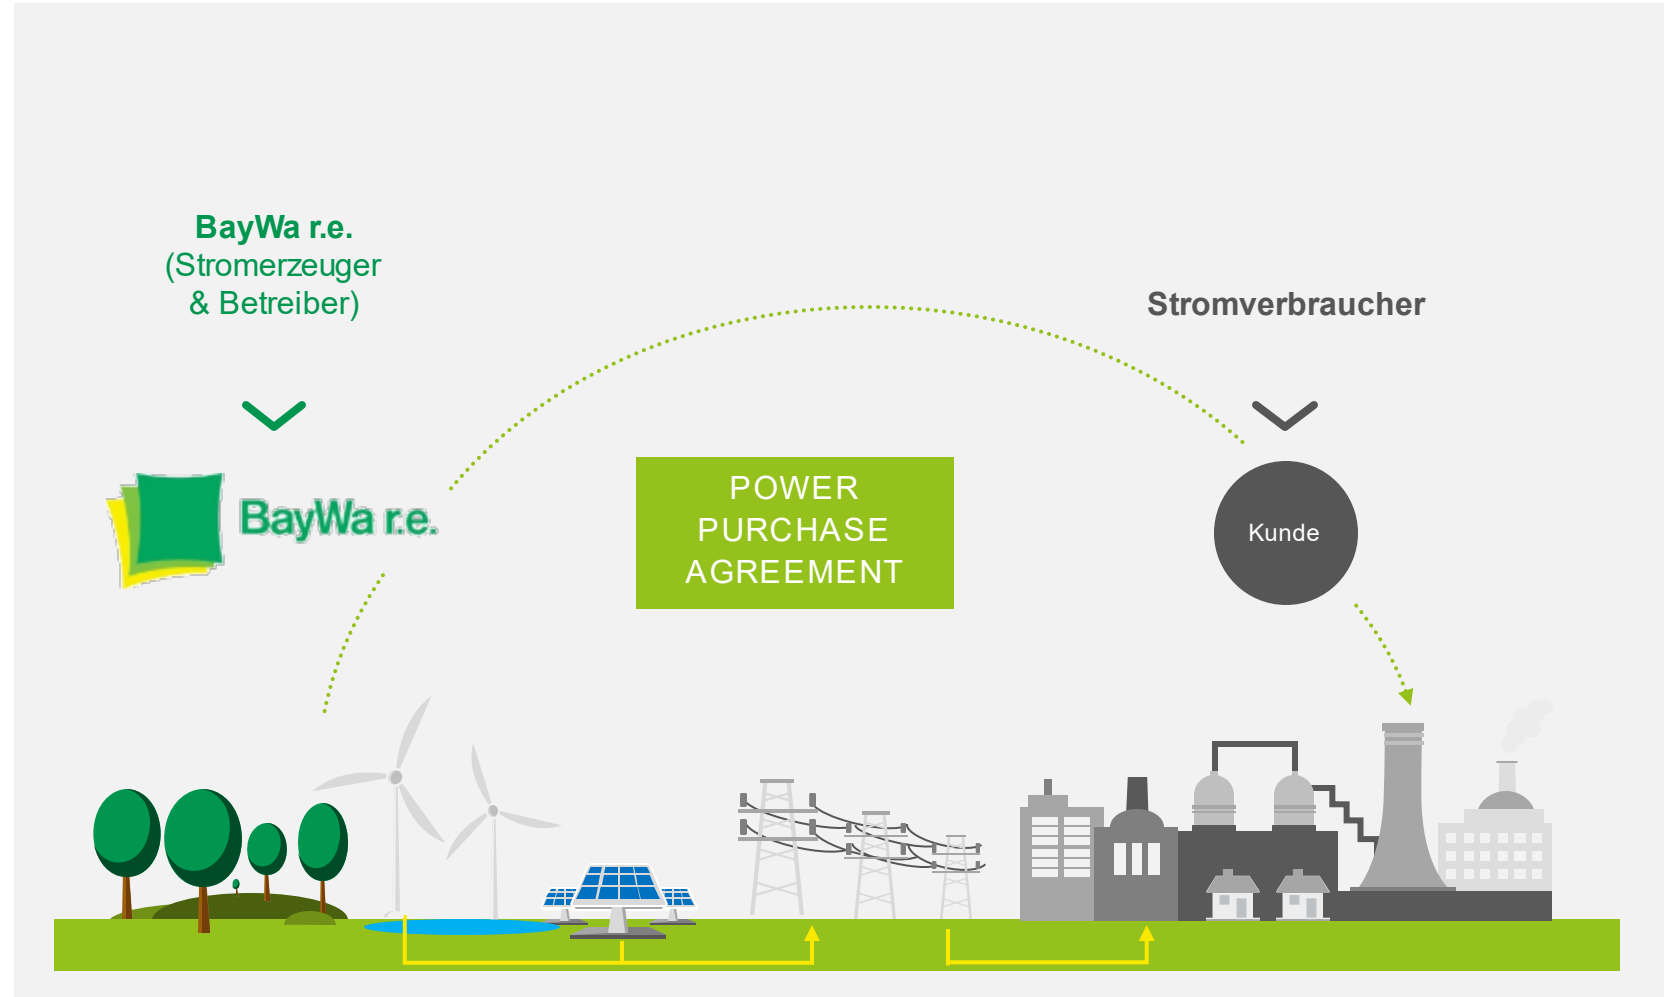 BayWa r.e.
(Stromerzeuger
& Betreiber)
Stromverbraucher
BayWa r.e.
POWER
PURCHASE
AGREEMENT
Kunde